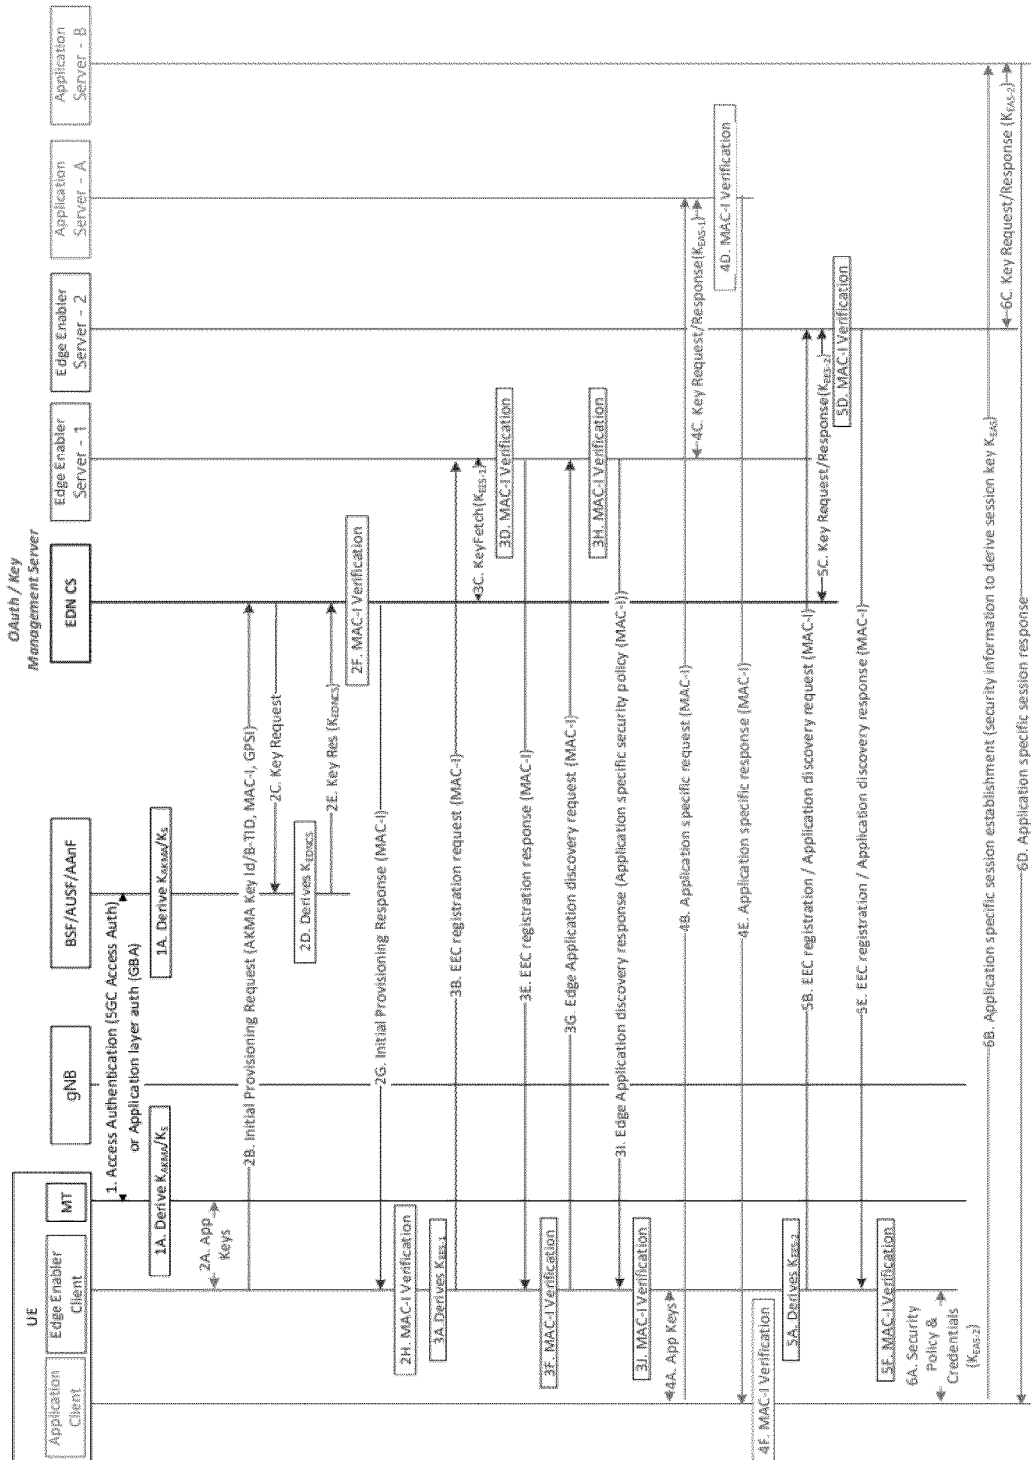 OAuth / Key
Management Server
UE
Application
Client
Edge Enabler
Client
MT
gNB
BSF/AUSF/AAnF
EDN CS
Edge Enabler
Server - 1
Edge Enabler
Server - 2
Application
Server - A
Application
Server - B
1. Access Authentication (5GC Access Auth)
or Application layer auth (GBA)
1A. Derive KAKMA/KS
1A. Derive KAKMA/KS
2A. App
Keys
2B. Initial Provisioning Request (AKMA Key Id/B-TID, MAC-I, GPSI)
2C. Key Request
2D. Derives KEDNCS
2E. Key Res (KEDNCS)
2F. MAC-I Verification
2G. Initial Provisioning Response (MAC-I)
2H. MAC-I Verification
3A. Derives KEES-1
3B. EEC registration request (MAC-I)
3C. KeyFetch(KEES-1)
3D. MAC-I Verification
3E. EEC registration response (MAC-I)
3F. MAC-I Verification
3G. Edge Application discovery request (MAC-I)
3H. MAC-I Verification
3I. Edge Application discovery response (Application specific security policy (MAC-I))
3J. MAC-I Verification
4A. App Keys
4B. Application specific request (MAC-I)
4C. Key Request/Response(KEAS-1)
4D. MAC-I Verification
4E. Application specific response (MAC-I)
4F. MAC-I Verification
5A. Derives KEES-2
5B. EEC registration / Application discovery request (MAC-I)
5C. Key Request/Response(KEES-2)
5D. MAC-I Verification
5E. EEC registration / Application discovery response (MAC-I)
5F. MAC-I Verification
6A. Security
Policy &
Credentials
(KEAS-2)
6B. Application specific session establishment (security information to derive session key KEAS)
6C. Key Request/Response (KEAS-2)
6D. Application specific session response